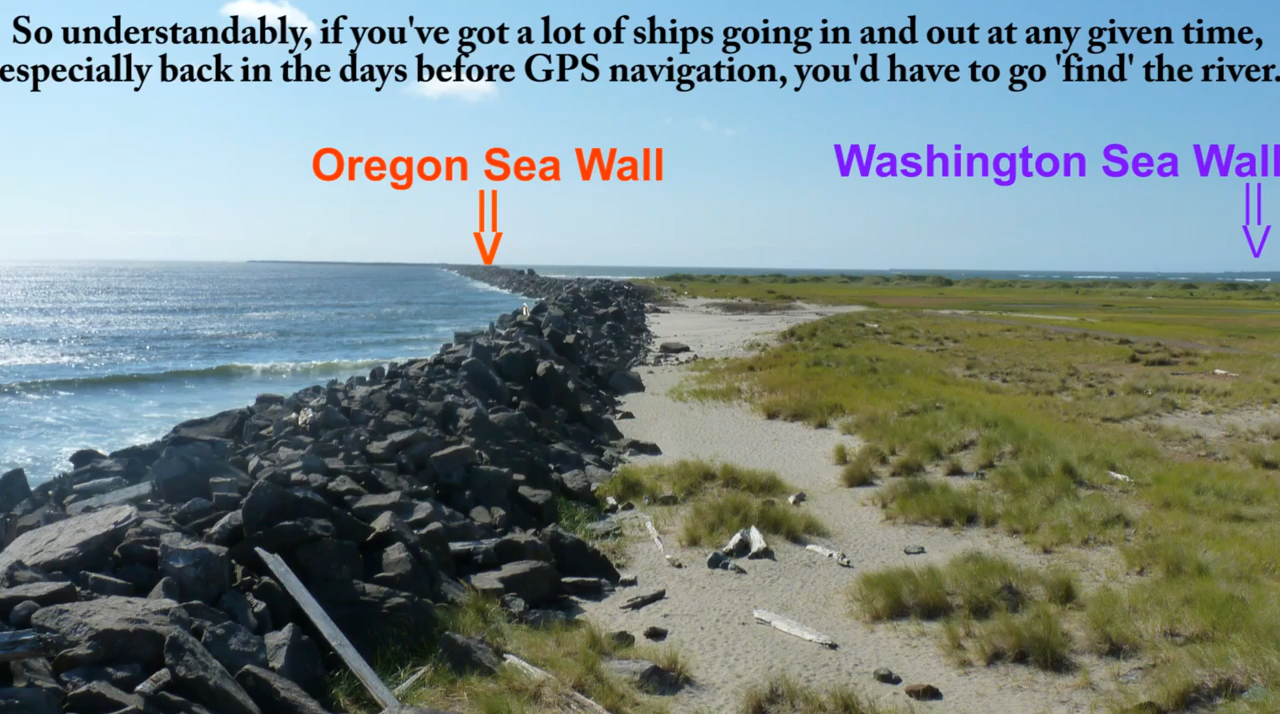 So understandably, if you've got a lot of ships going in and out at any given time,
especially back in the days before GPS navigation, you'd have to go 'find' the river.
Oregon Sea Wall
Washington Sea Wall